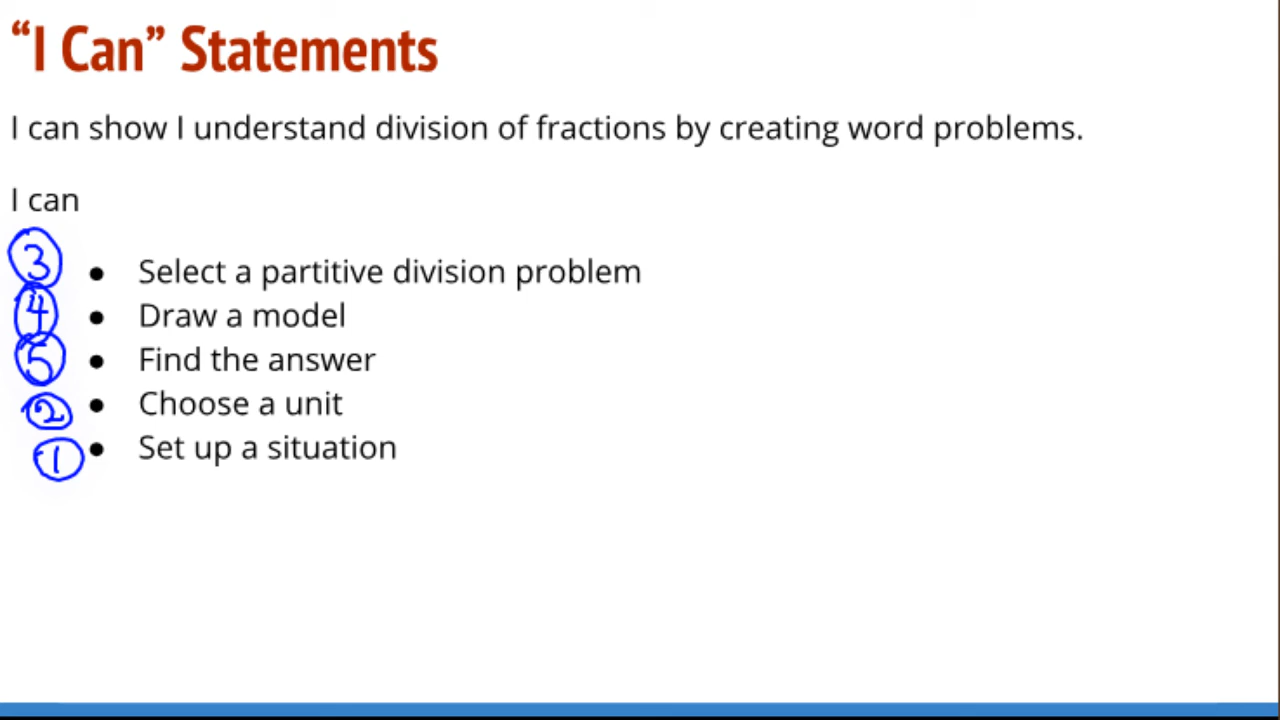 “I Can” Statements
I can show I understand division of fractions by creating word problems.
I can
③ ● Select a partitive division problem
④ ● Draw a model
⑤ ● Find the answer
② ● Choose a unit
① ● Set up a situation